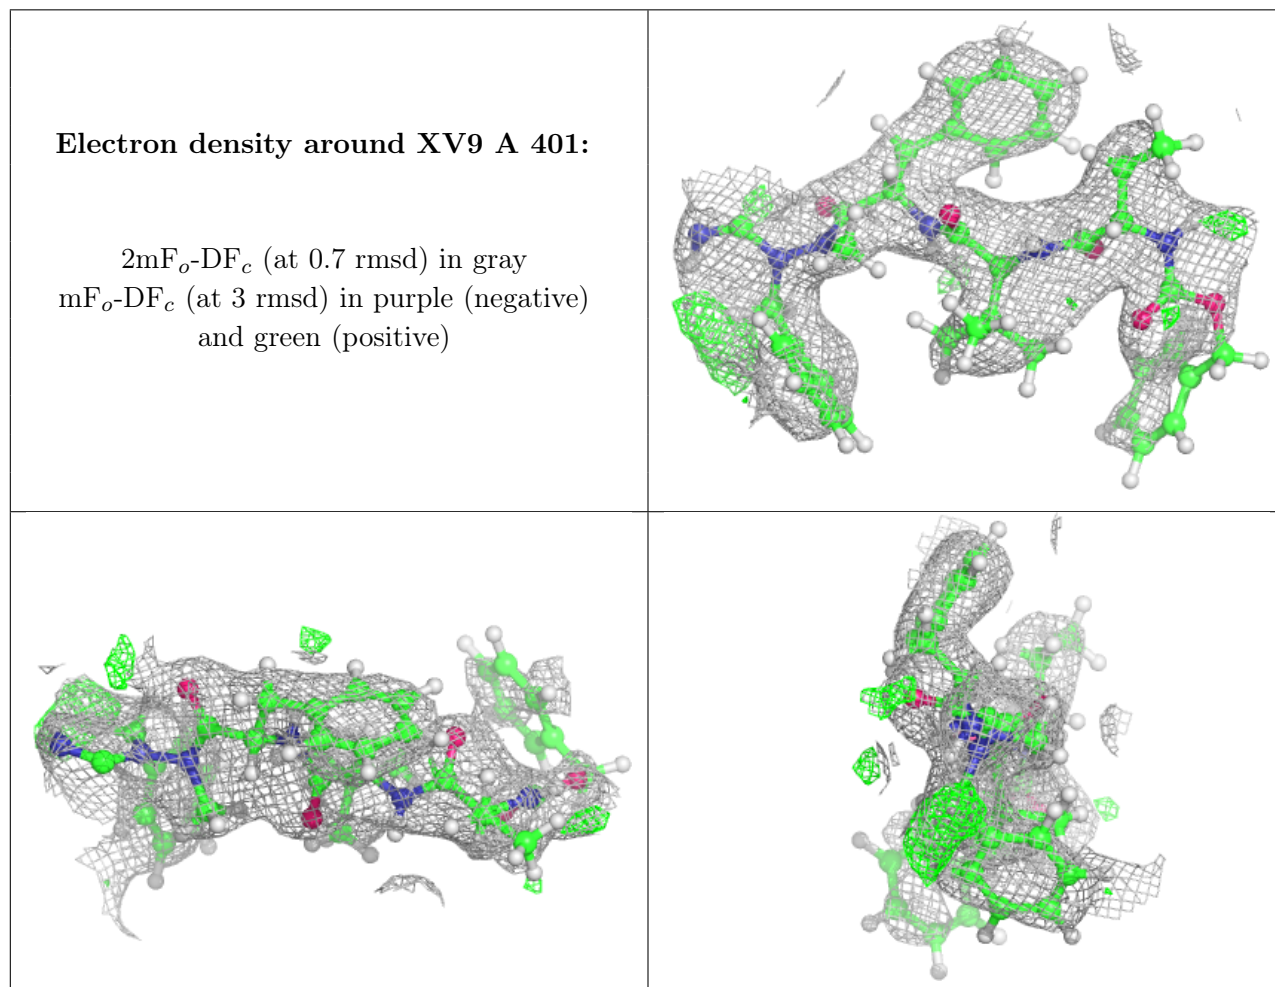 Electron density around XV9 A 401:
2mFo-DFc (at 0.7 rmsd) in gray
mFo-DFc (at 3 rmsd) in purple (negative)
and green (positive)